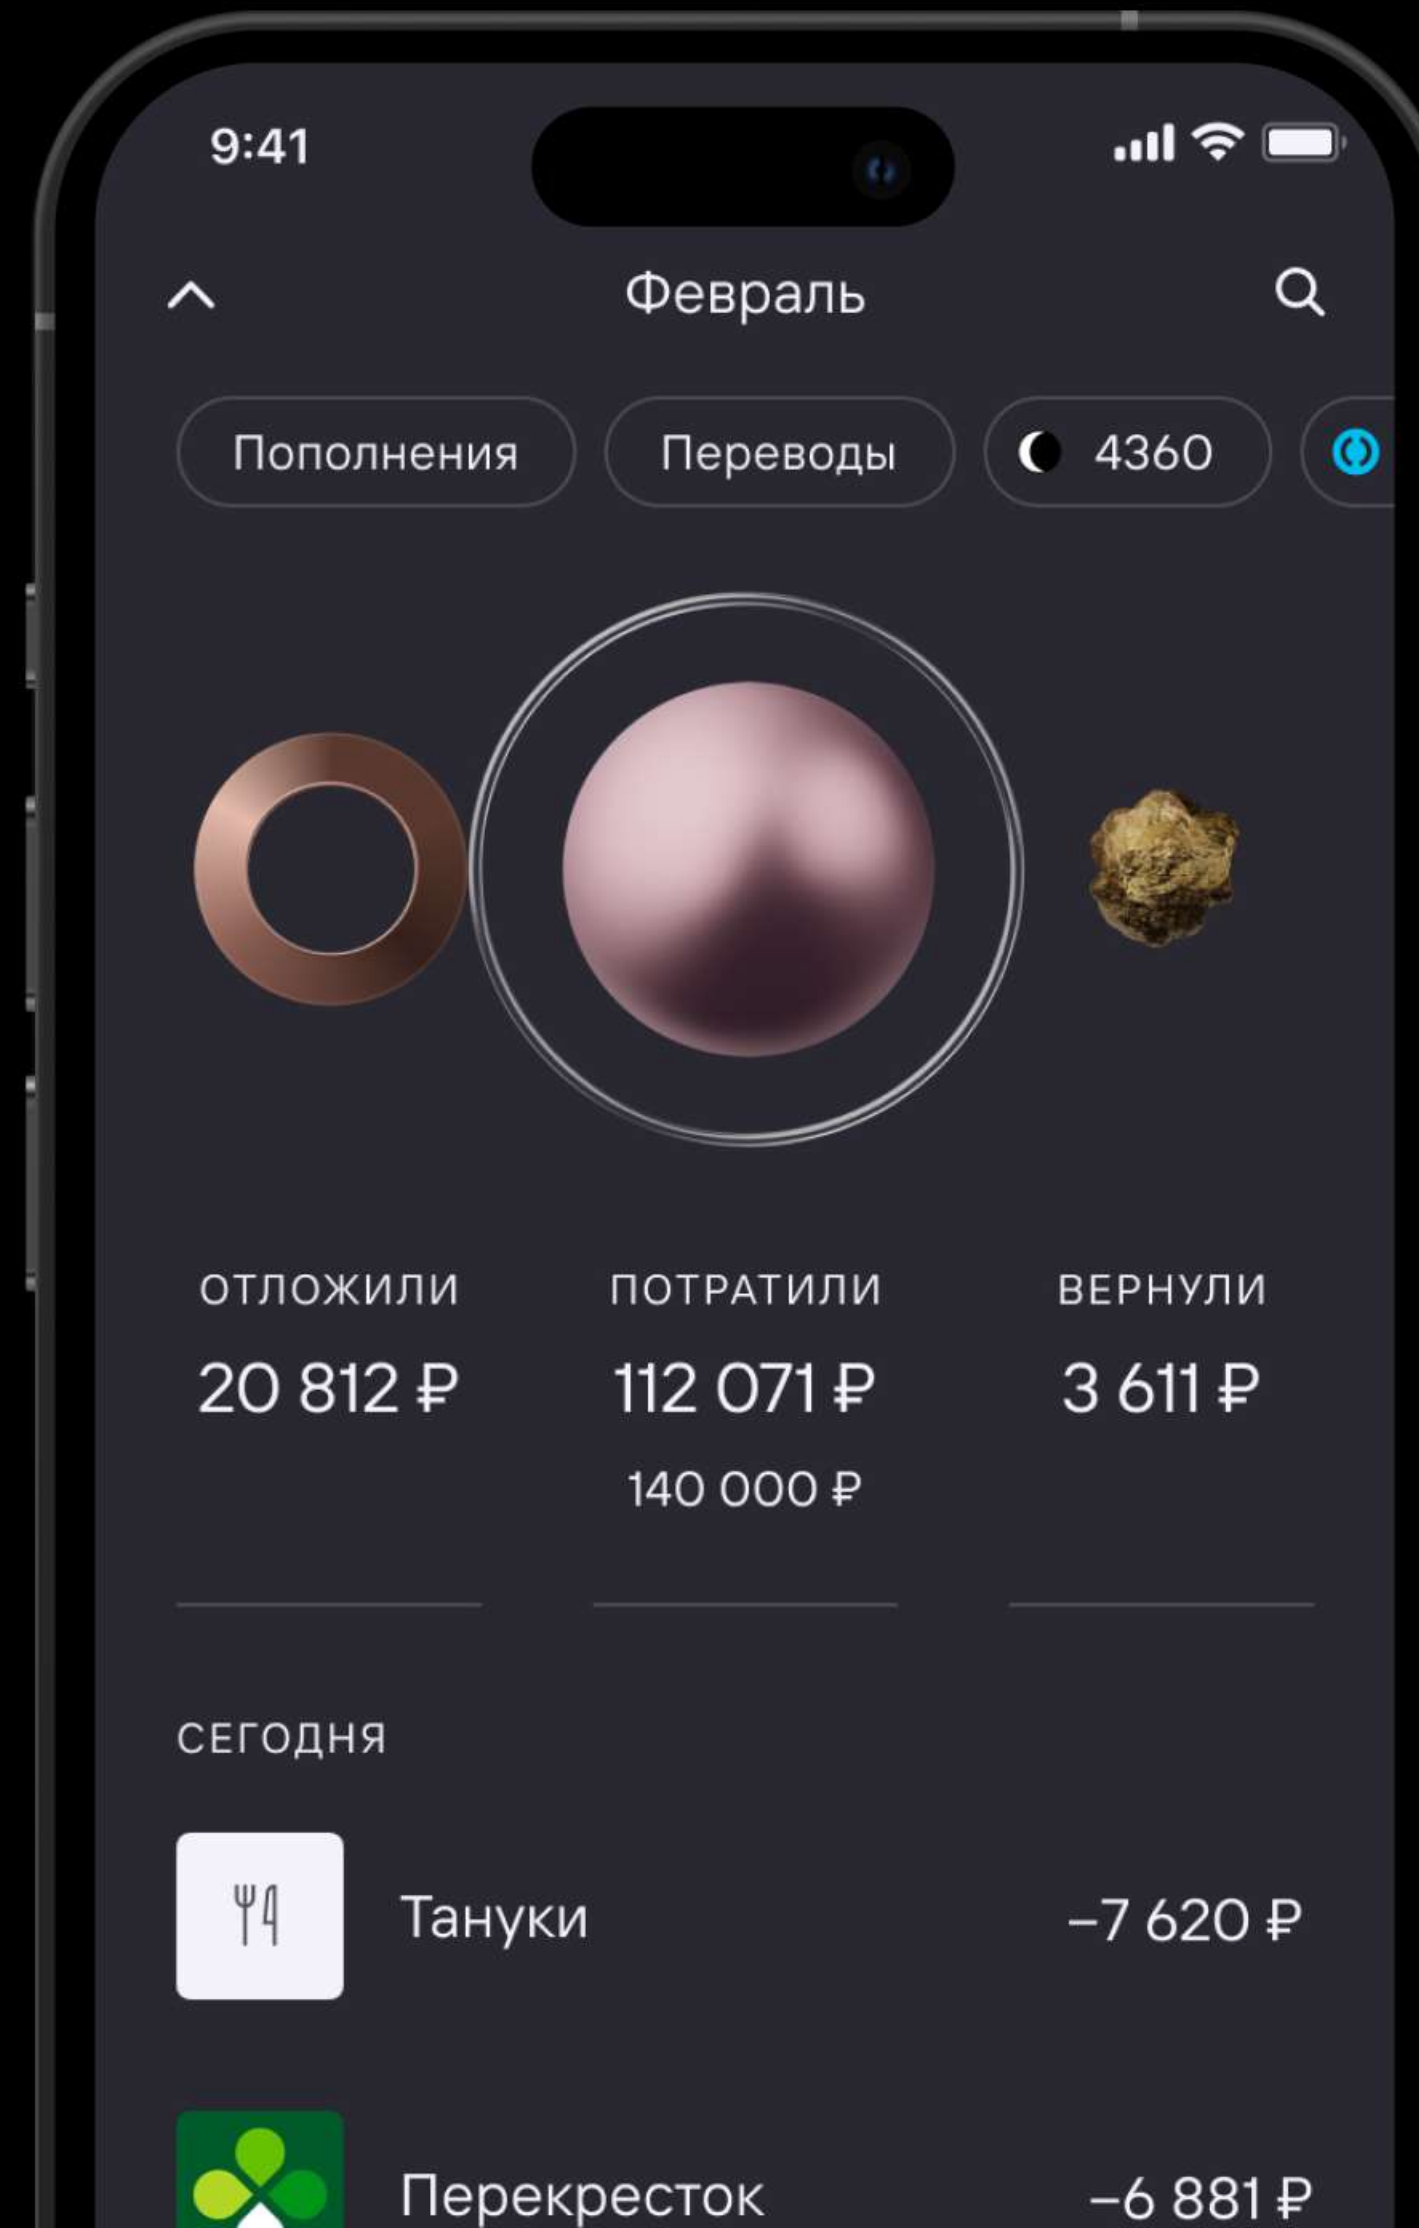 9:41
Февраль
Пополнения Переводы 4360
ОТЛОЖИЛИ ПОТРАТИЛИ ВЕРНУЛИ
20 812 ₽ 112 071 ₽ 3 611 ₽
140 000 ₽
СЕГОДНЯ
Тануки –7 620 ₽
Перекресток –6 881 ₽